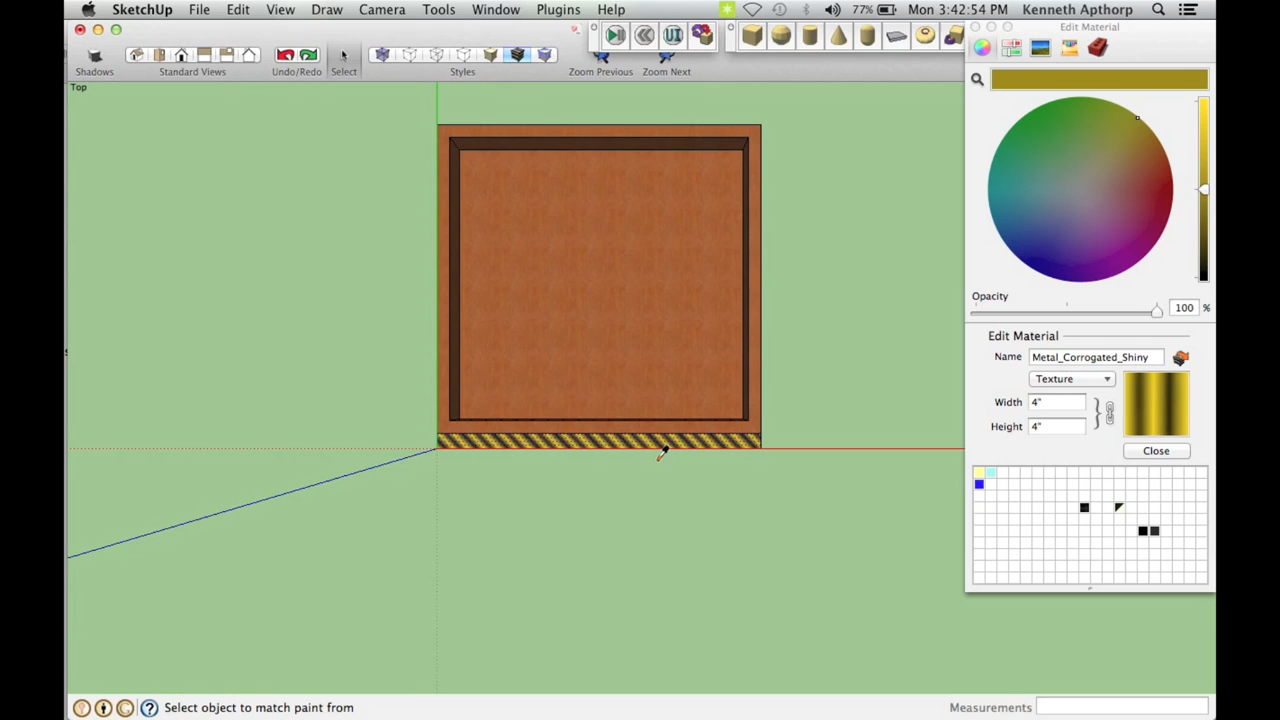 SketchUp File Edit View Draw Camera Tools Window Plugins Help 77% Mon 3:42:54 PM Kenneth Apthorp
Edit Material
Shadows Standard Views Undo/Redo Select Styles Zoom Previous Zoom Next
Top
Opacity
100 %
Edit Material
Name Metal_Corrogated_Shiny
Texture
Width 4"
Height 4"
Close
Select object to match paint from
Measurements